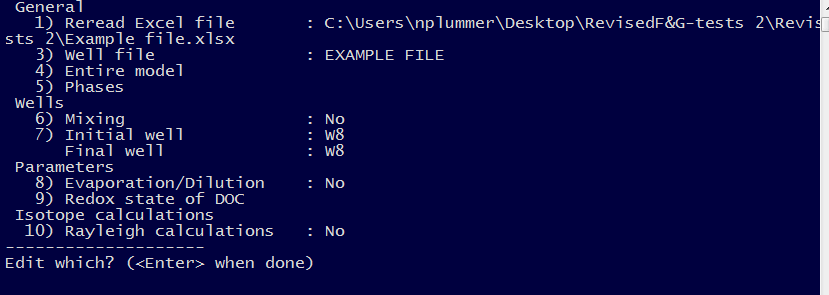 General
1) Reread Excel file : C:\Users\nplummer\Desktop\RevisedF&G-tests 2\Revis
sts 2\Example file.xlsx
3) Well file : EXAMPLE FILE
4) Entire model
5) Phases
Wells
6) Mixing : No
7) Initial well : W8
Final well : W8
Parameters
8) Evaporation/Dilution : No
9) Redox state of DOC
Isotope calculations
10) Rayleigh calculations : No
--------------------
Edit which? (<Enter> when done)